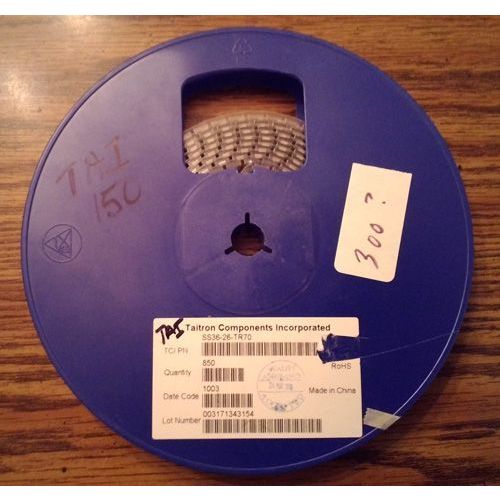 TAI
150
300?
TAI
Taitron Components Incorporated
SS36-26-TR70
TCI PN
850
RoHS
Quantity
1003
Made in China
Date Code
003171343154
Lot Number